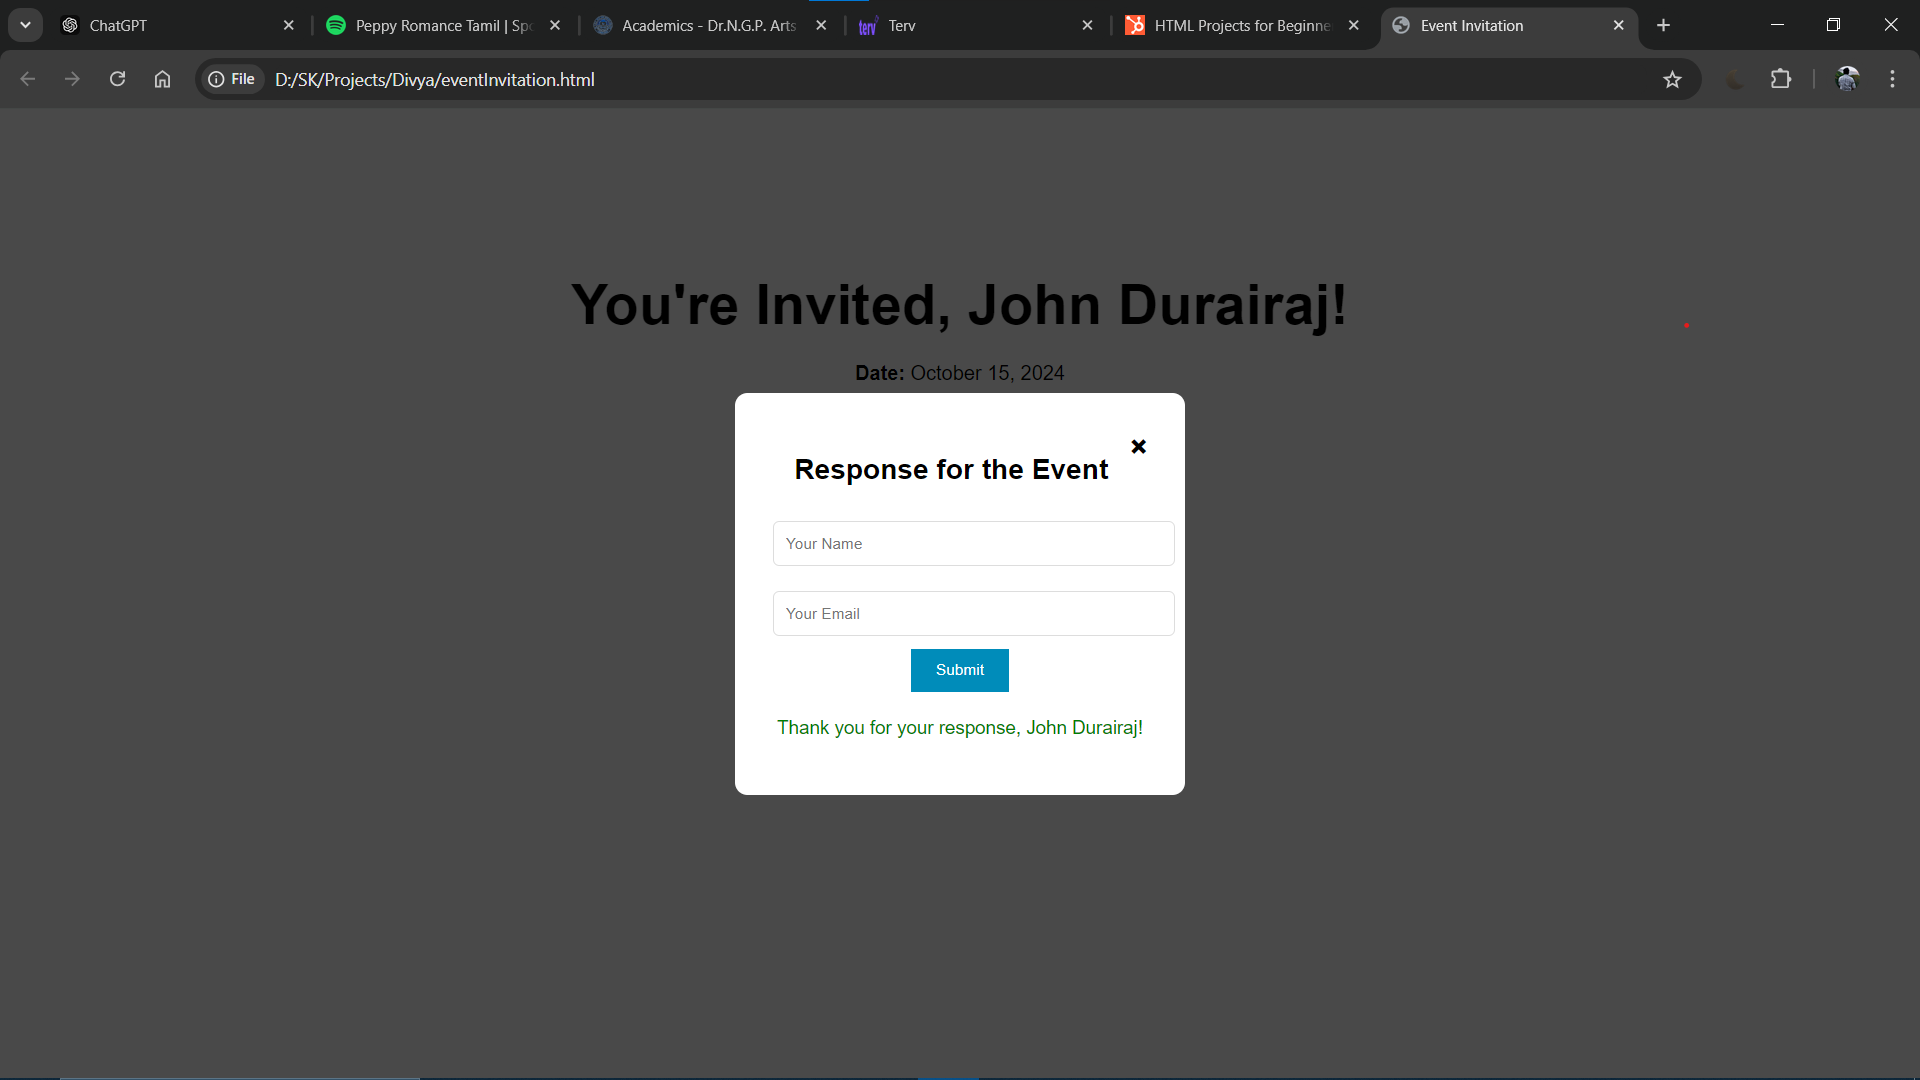 ChatGPT
Peppy Romance Tamil | Spo
Academics - Dr.N.G.P. Arts
terv Terv
HTML Projects for Beginne
Event Invitation
File D:/SK/Projects/Divya/eventInvitation.html
You're Invited, John Durairaj!
Date: October 15, 2024
Response for the Event
Your Name
Your Email
Submit
Thank you for your response, John Durairaj!